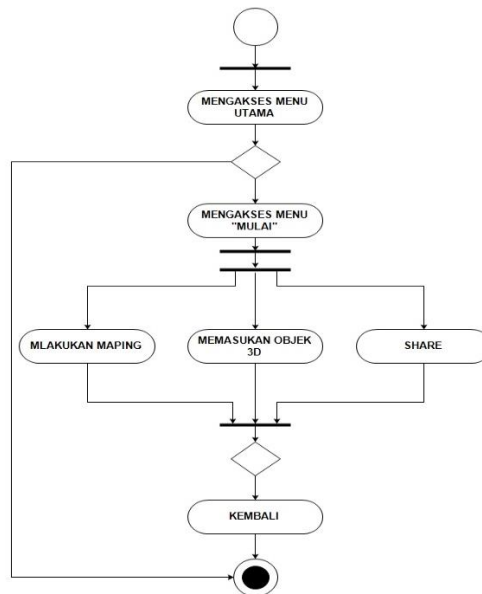 MENGAKSES MENU
UTAMA
MENGAKSES MENU
"MULAI"
MLAKUKAN MAPING
MEMASUKAN OBJEK
3D
SHARE
KEMBALI